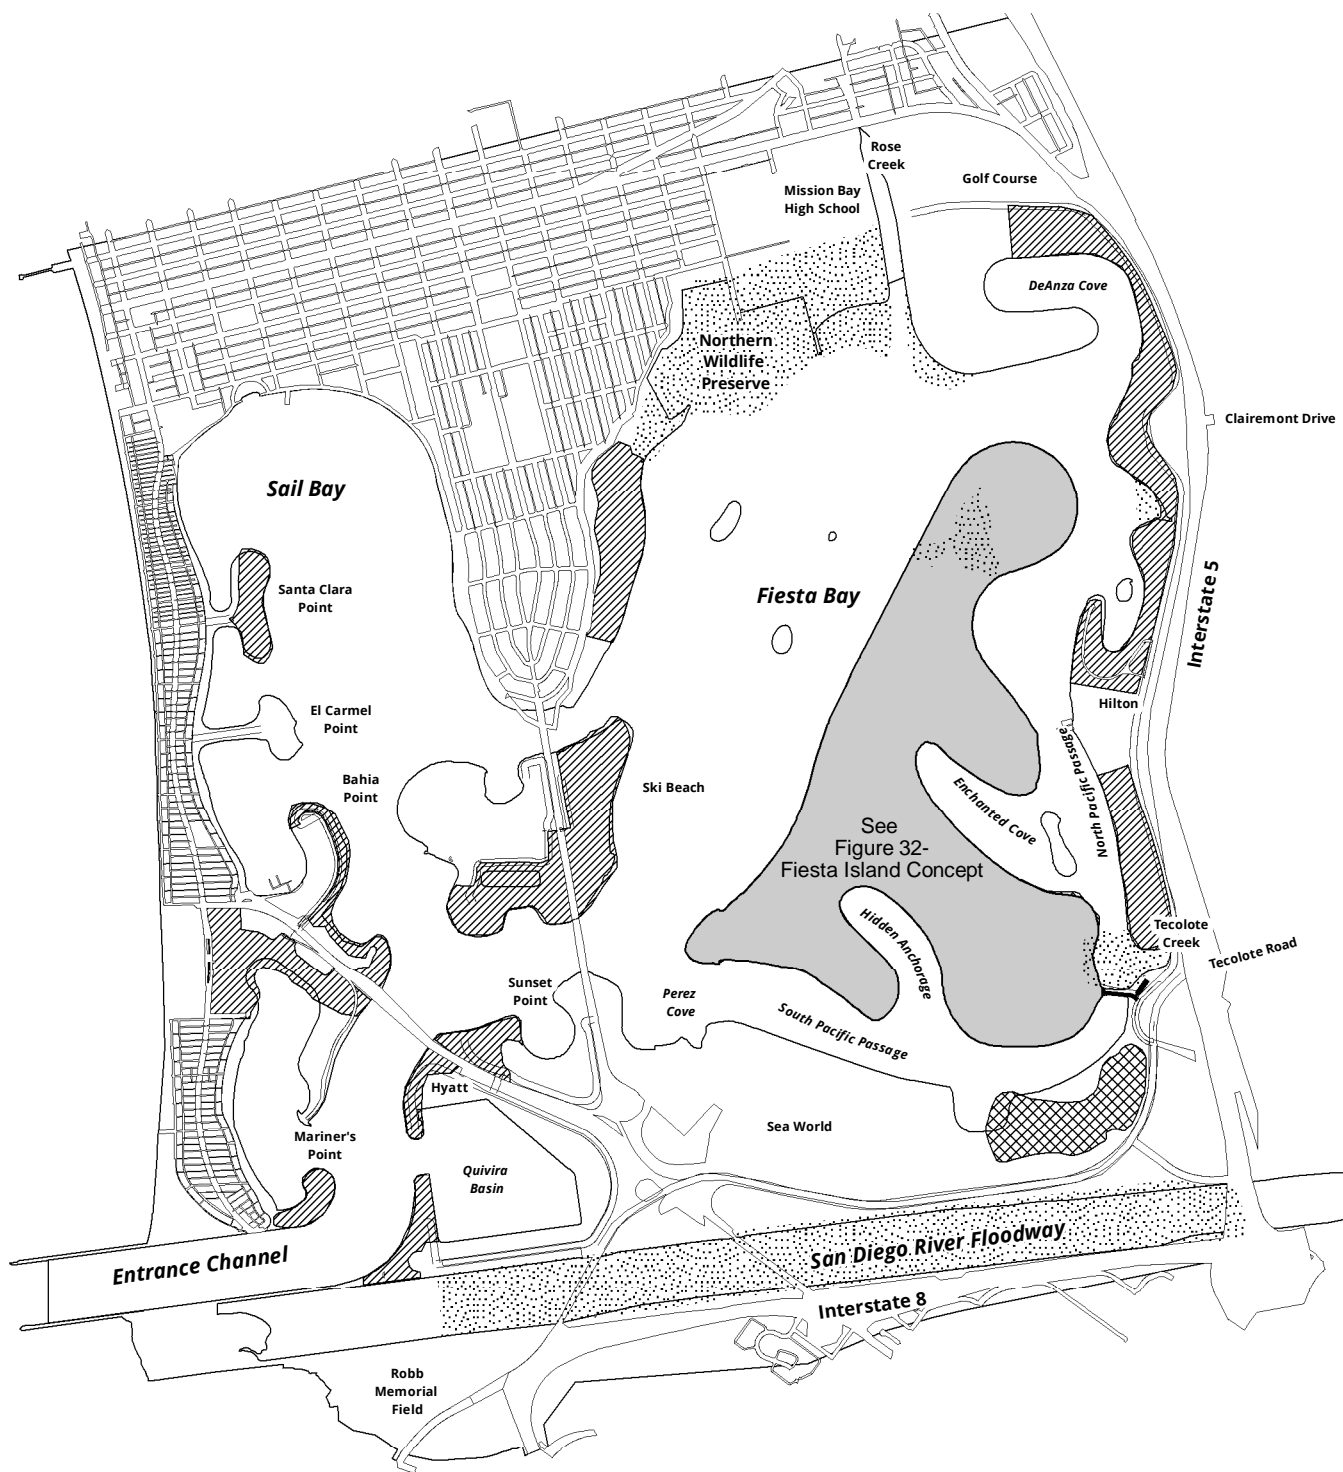 Rose
Creek
Golf Course
Mission Bay
High School
DeAnza Cove
Northern
Wildlife
Preserve
Clairemont Drive
Sail Bay
Santa Clara
Point
Fiesta Bay
Interstate 5
El Carmel
Point
Hilton
Bahia
Point
Ski Beach
North Pacific Passage
Enchanted Cove
See
Figure 32-
Fiesta Island Concept
Hidden Anchorage
Tecolote
Creek
Tecolote Road
Sunset
Point
Perez
Cove
South Pacific Passage
Hyatt
Sea World
Mariner's
Point
Quivira
Basin
San Diego River Floodway
Entrance Channel
Interstate 8
Robb
Memorial
Field